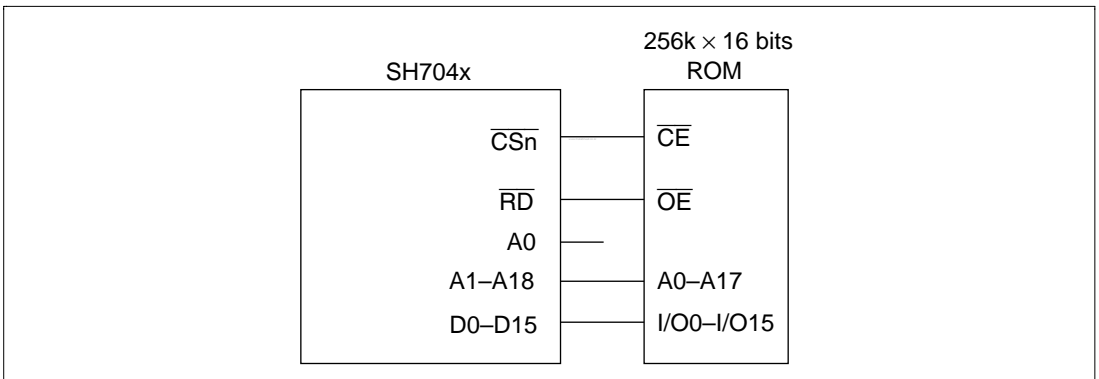 256k × 16 bits
SH704x ROM
CSn CE
RD OE
A0
A1–A18 A0–A17
D0–D15 I/O0–I/O15